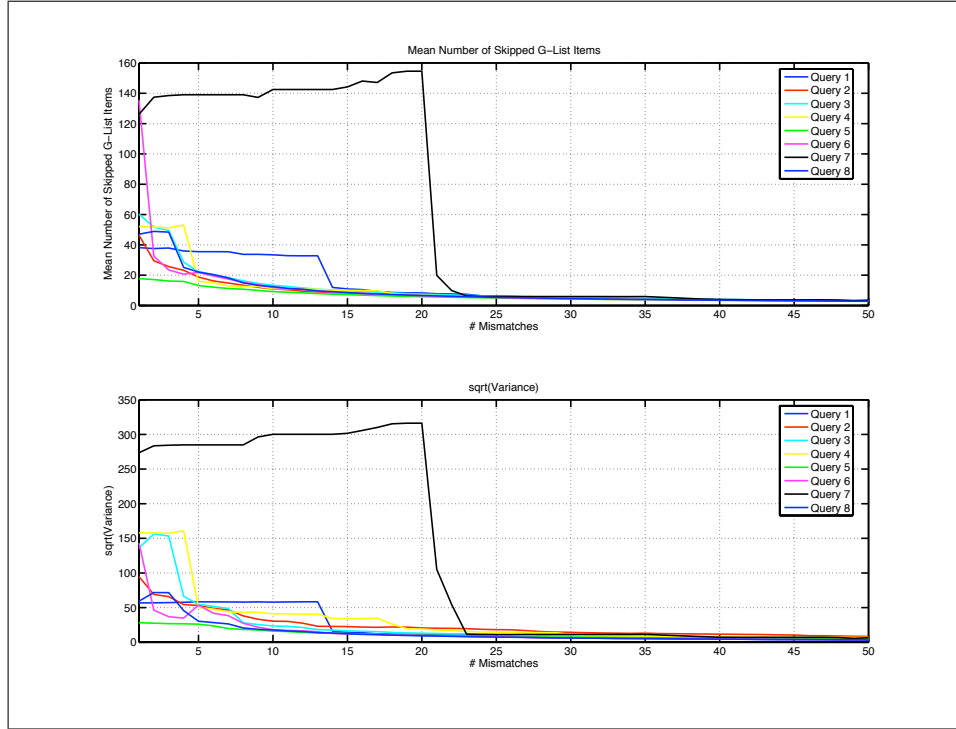 Mean Number of Skipped G-List Items
Mean Number of Skipped G-List Items
160
140
120
100
80
60
40
20
0
5 10 15 20 25 30 35 40 45 50
# Mismatches
Query 1
Query 2
Query 3
Query 4
Query 5
Query 6
Query 7
Query 8
sqrt(Variance)
sqrt(Variance)
350
300
250
200
150
100
50
0
5 10 15 20 25 30 35 40 45 50
# Mismatches
Query 1
Query 2
Query 3
Query 4
Query 5
Query 6
Query 7
Query 8